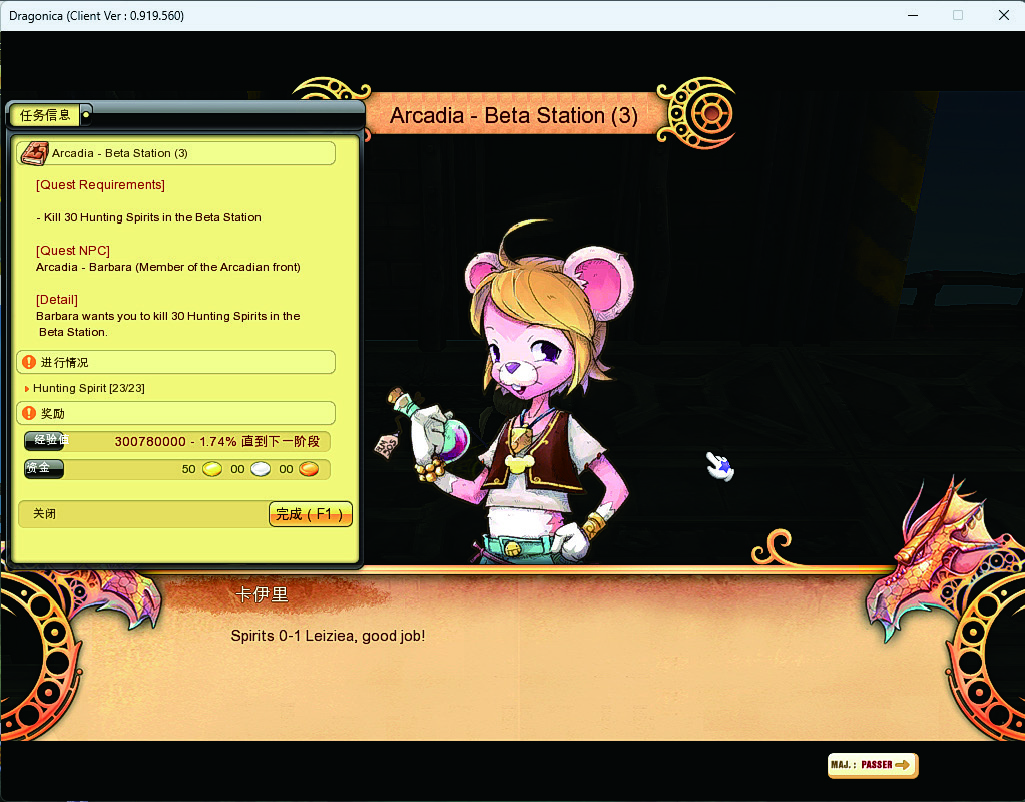 Dragonica (Client Ver : 0.919.560)
Arcadia - Beta Station (3)
任务信息
Arcadia - Beta Station (3)
[Quest Requirements]
- Kill 30 Hunting Spirits in the Beta Station
[Quest NPC]
Arcadia - Barbara (Member of the Arcadian front)
[Detail]
Barbara wants you to kill 30 Hunting Spirits in the
Beta Station.
进行情况
Hunting Spirit [23/23]
奖励
经验值 300780000 - 1.74% 直到下一阶段
资金 50 00 00
关闭 完成 ( F1 )
卡伊里
Spirits 0-1 Leiziea, good job!
MAJ. : PASSER